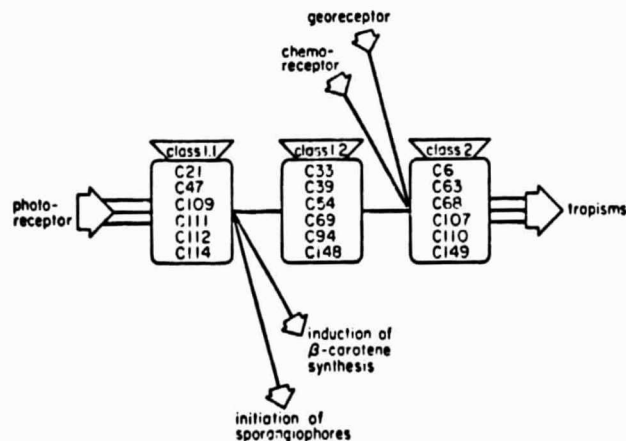 georeceptor
chemo-
receptor
class 1.1
class 1.2
class 2
C21
C47
C109
C111
C112
C114
C33
C39
C54
C69
C94
C148
C6
C63
C68
C107
C110
C149
photo-
receptor
tropisms
induction of
β-carotene
synthesis
initiation of
sporangiophores